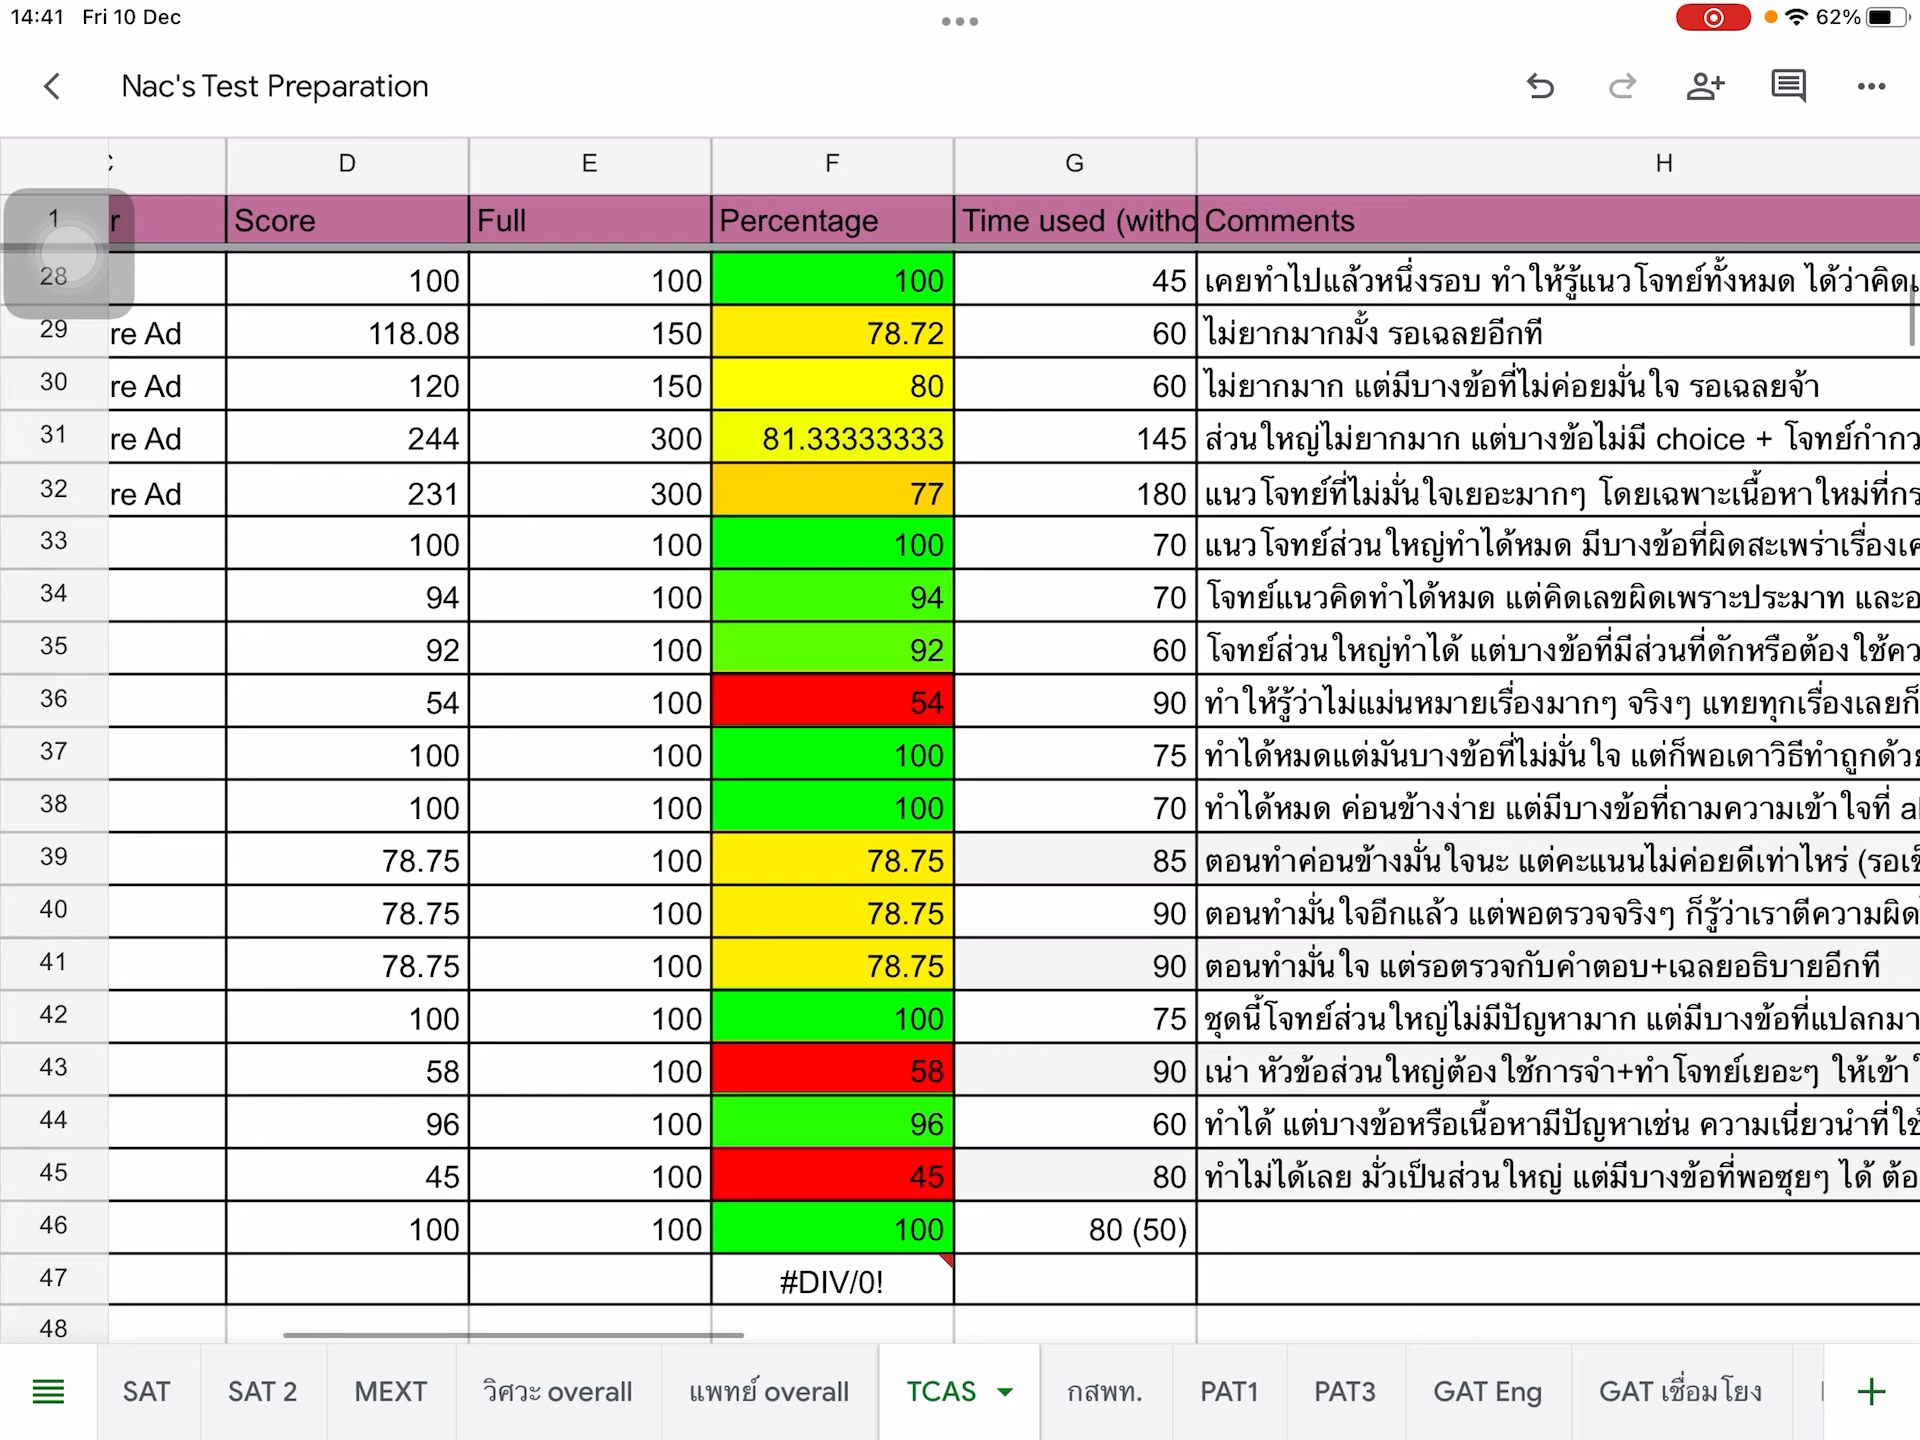 14:41 Fri 10 Dec 62%
Nac's Test Preparation
D E F G H
1 r Score Full Percentage Time used (witho Comments
28 100 100 100 45 เคยทำไปแล้วหนึ่งรอบ ทำให้รู้แนวโจทย์ทั้งหมด ได้ว่าคิด
29 re Ad 118.08 150 78.72 60 ไม่ยากมากมั้ง รอเฉลยอีกที
30 re Ad 120 150 80 60 ไม่ยากมาก แต่มีบางข้อที่ไม่ค่อยมั่นใจ รอเฉลยจ้า
31 re Ad 244 300 81.33333333 145 ส่วนใหญ่ไม่ยากมาก แต่บางข้อไม่มี choice + โจทย์กำกว
32 re Ad 231 300 77 180 แนวโจทย์ที่ไม่มั่นใจเยอะมากๆ โดยเฉพาะเนื้อหาใหม่ที่กร
33 100 100 100 70 แนวโจทย์ส่วนใหญ่ทำได้หมด มีบางข้อที่ผิดสะเพร่าเรื่องเค
34 94 100 94 70 โจทย์แนวคิดทำได้หมด แต่คิดเลขผิดเพราะประมาท และอ
35 92 100 92 60 โจทย์ส่วนใหญ่ทำได้ แต่บางข้อที่มีส่วนที่ดักหรือต้องใช้คว
36 54 100 54 90 ทำให้รู้ว่าไม่แม่นหมายเรื่องมากๆ จริงๆ แทยทุกเรื่องเลยก็
37 100 100 100 75 ทำได้หมดแต่มันบางข้อที่ไม่มั่นใจ แต่ก็พอเดาวิธีทำถูกด้วย
38 100 100 100 70 ทำได้หมด ค่อนข้างง่าย แต่มีบางข้อที่ถามความเข้าใจที่ al
39 78.75 100 78.75 85 ตอนทำค่อนข้างมั่นใจนะ แต่คะแนนไม่ค่อยดีเท่าไหร่ (รอเช็
40 78.75 100 78.75 90 ตอนทำมั่นใจอีกแล้ว แต่พอตรวจจริงๆ ก็รู้ว่าเราตีความผิด
41 78.75 100 78.75 90 ตอนทำมั่นใจ แต่รอตรวจกับคำตอบ+เฉลยอธิบายอีกที
42 100 100 100 75 ชุดนี้โจทย์ส่วนใหญ่ไม่มีปัญหามาก แต่มีบางข้อที่แปลกมา
43 58 100 58 90 เน่า หัวข้อส่วนใหญ่ต้องใช้การจำ+ทำโจทย์เยอะๆ ให้เข้าใ
44 96 100 96 60 ทำได้ แต่บางข้อหรือเนื้อหามีปัญหาเช่น ความเนี่ยวนำที่ใช้
45 45 100 45 80 ทำไม่ได้เลย มั่วเป็นส่วนใหญ่ แต่มีบางข้อที่พอซุยๆ ได้ ต้อ
46 100 100 100 80 (50)
47 #DIV/0!
48
SAT SAT 2 MEXT วิศวะ overall แพทย์ overall TCAS กสพท. PAT1 PAT3 GAT Eng GAT เชื่อมโยง